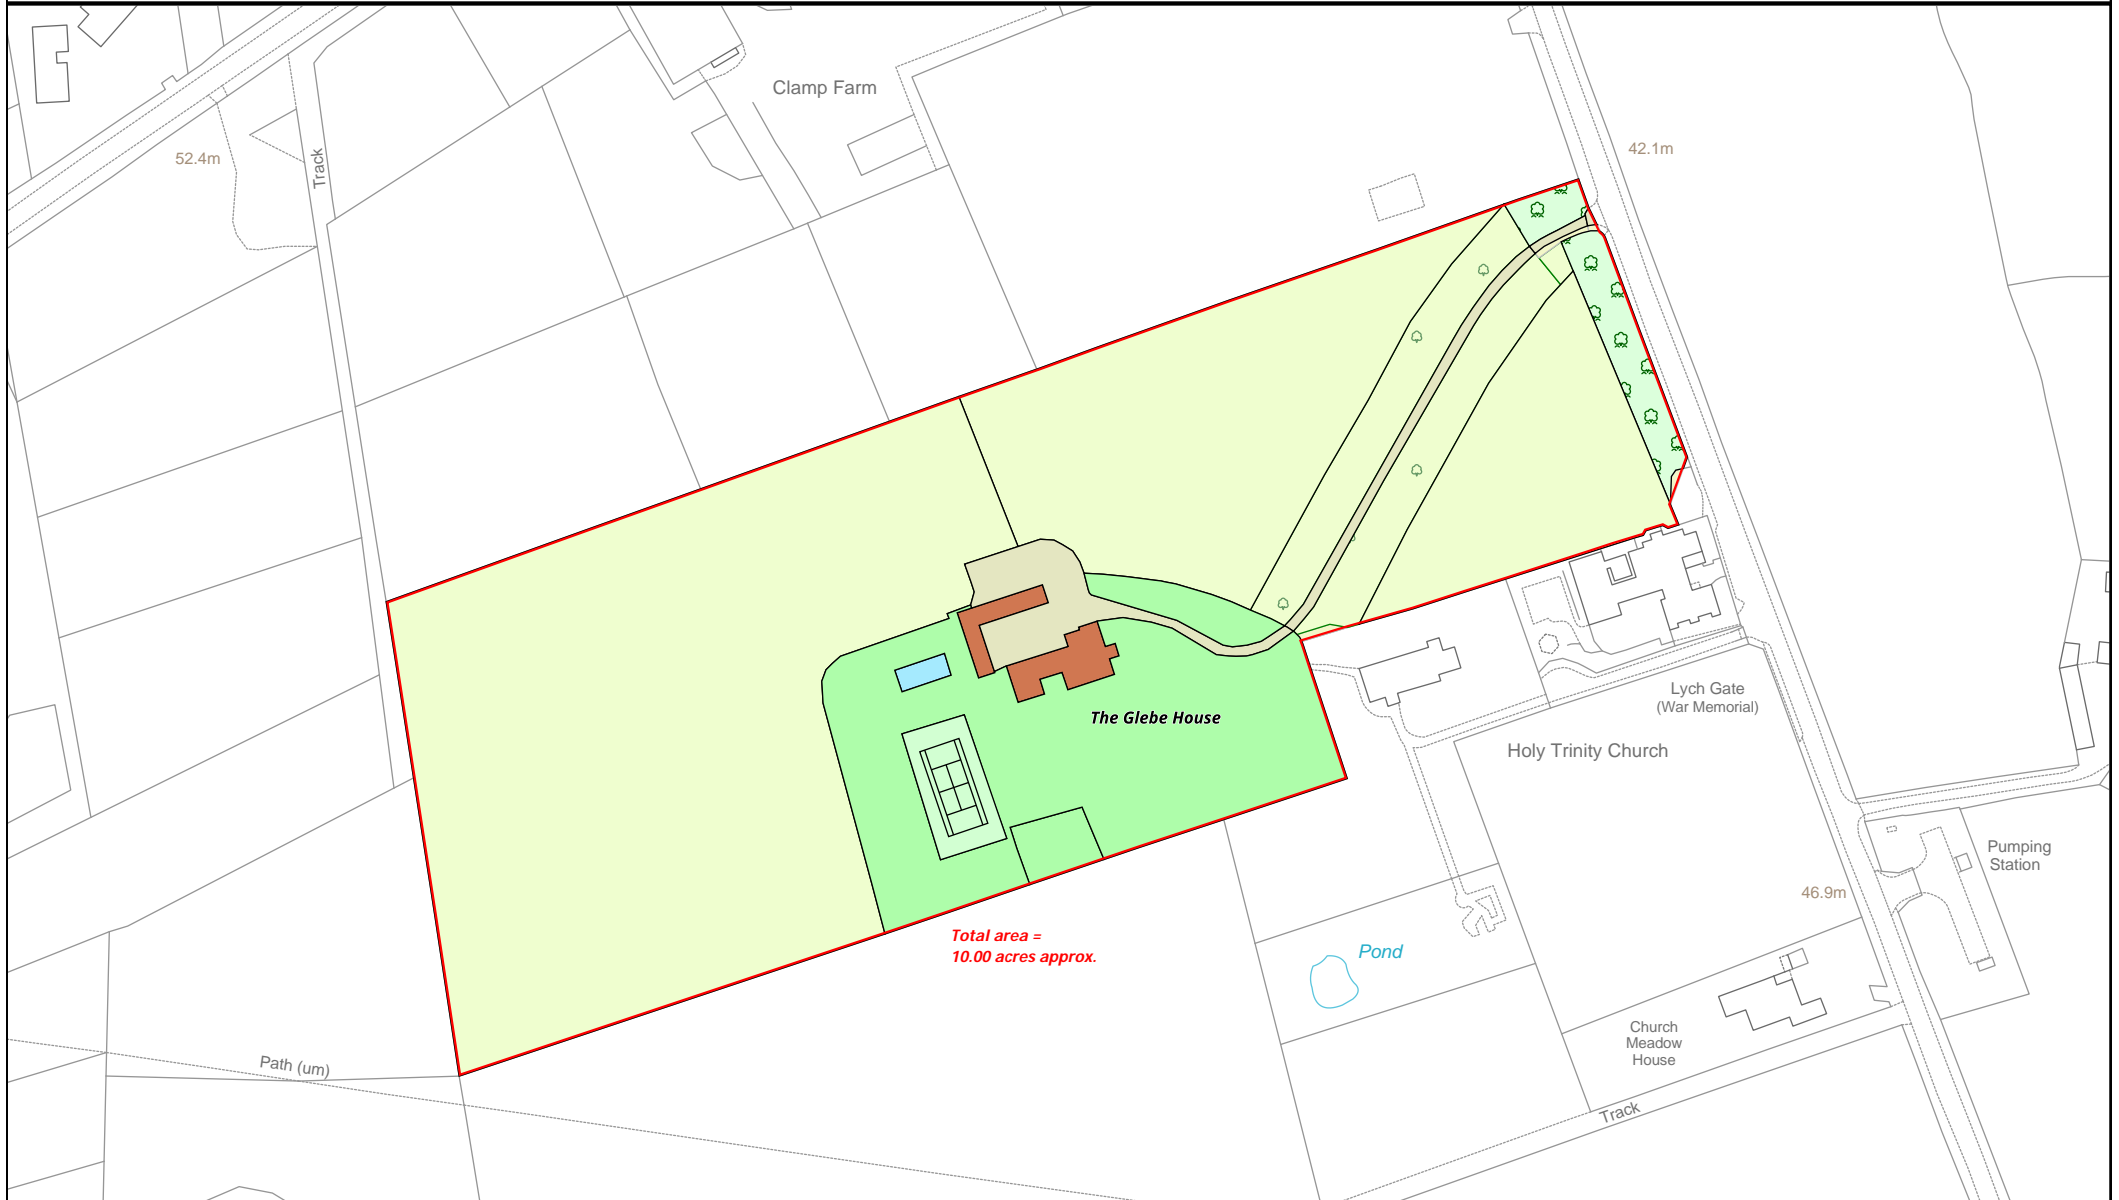 Clamp Farm
52.4m
42.1m
Track
The Glebe House
Lych Gate
(War Memorial)
Holy Trinity Church
Pumping
Station
46.9m
Total area =
10.00 acres approx.
Pond
Church
Meadow
House
Path (um)
Track